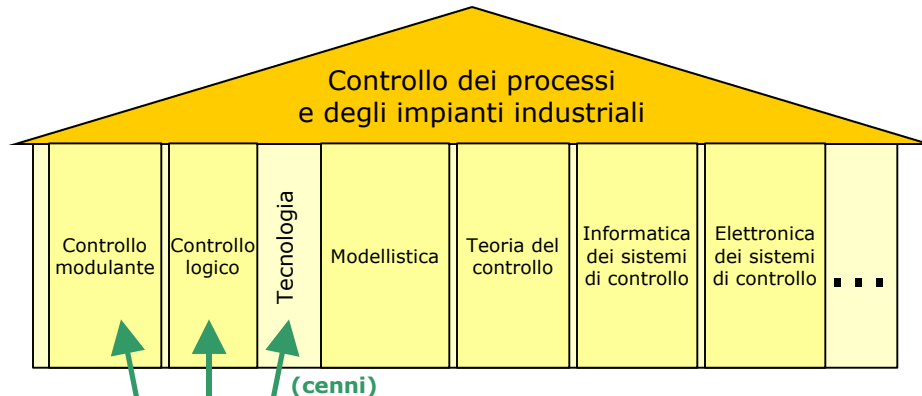 Controllo dei processi
e degli impianti industriali
Controllo
modulante
Controllo
logico
Tecnologia
Modellistica
Teoria del
controllo
Informatica
dei sistemi
di controllo
Elettronica
dei sistemi
di controllo
...
(cenni)